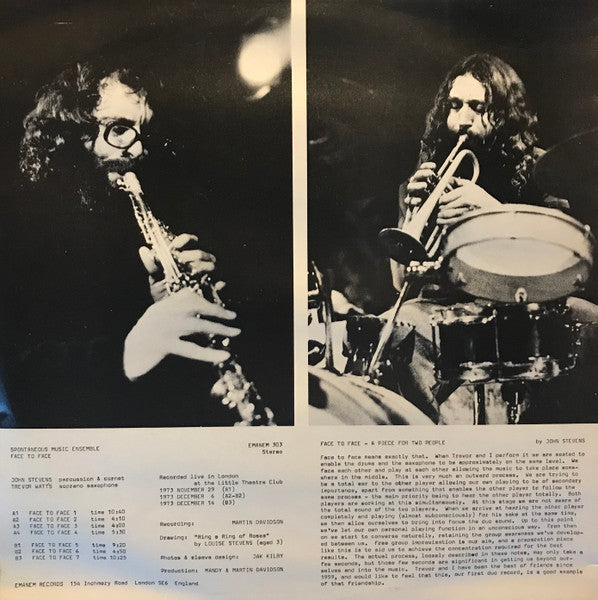 SPONTANEOUS MUSIC ENSEMBLE
FACE TO FACE
EMANEM 303
Stereo
JOHN STEVENS percussion & cornet
TREVOR WATTS soprano saxophone
Recorded live in London
at the Little Theatre Club
1973 NOVEMBER 29 (A1)
1973 DECEMBER 6 (A2-B2)
1973 DECEMBER 14 (B3)
A1 FACE TO FACE 1 time 10:40
A2 FACE TO FACE 2 time 4:10
A3 FACE TO FACE 3 time 4:00
A4 FACE TO FACE 4 time 5:30
B1 FACE TO FACE 5 time 9:20
B2 FACE TO FACE 6 time 4:50
B3 FACE TO FACE 7 time 10:25
Recording: MARTIN DAVIDSON
Drawing: "Ring a Ring of Roses"
by LOUISE STEVENS (aged 3)
Photos & sleeve design: JAK KILBY
Production: MANDY & MARTIN DAVIDSON
EMANEM RECORDS 154 Inchmery Road London SE6 England
FACE TO FACE - A PIECE FOR TWO PEOPLE by JOHN STEVENS
Face to face means exactly that. When Trevor and I perform it we are seated to
enable the drums and the saxophone to be approximately on the same level. We
face each other and play at each other allowing the music to take place some-
where in the middle. This is very much an outward process. We are trying to
be a total ear to the other player allowing our own playing to be of secondary
importance, apart from something that enables the other player to follow the
same process - the main priority being to hear the other player totally. Both
players are working at this simultaneously. At this stage we are not aware of
the total sound of the two players. When we arrive at hearing the other player
completely and playing (almost subconsciously) for his sake at the same time,
we then allow ourselves to bring into focus the duo sound. Up to this point
we've let our own personal playing function in an unconscious way. From then
on we start to converse naturally, retaining the group awareness we've develop-
ed between us. Free group improvisation is our aim, and a preparation piece
like this is to aid us to achieve the concentration required for the best
results. The actual process, loosely described in these notes, may only take a
few seconds, but those few seconds are significant in getting us beyond our-
selves and into the music. Trevor and I have been the best of friends since
1959, and would like to feel that this, our first duo record, is a good example
of that friendship.